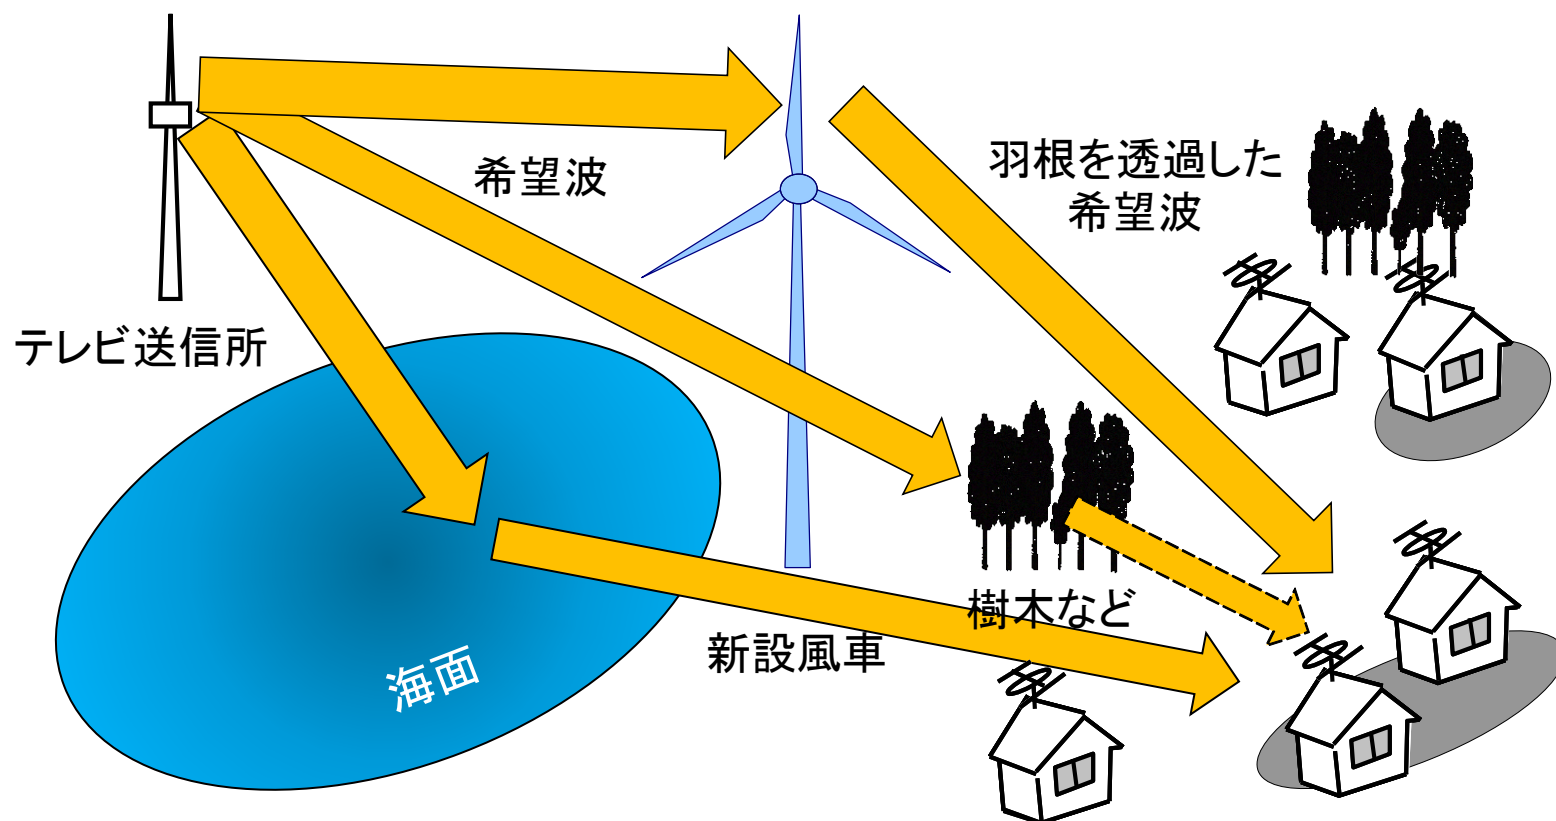 希望波
羽根を透過した
希望波
テレビ送信所
樹木など
新設風車
海面